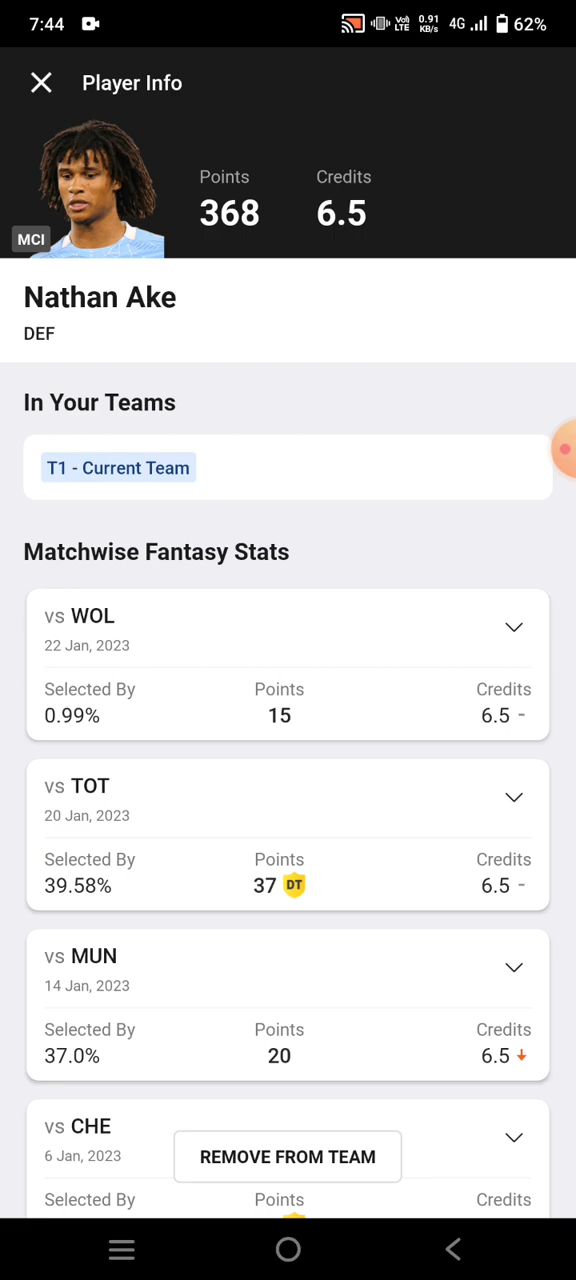 7:44 Vo) LTE 0.91 KB/s 4G 62%
Player Info
Points Credits
368 6.5
MCI
Nathan Ake
DEF
In Your Teams
T1 - Current Team
Matchwise Fantasy Stats
vs WOL
22 Jan, 2023
Selected By Points Credits
0.99% 15 6.5 -
vs TOT
20 Jan, 2023
Selected By Points Credits
39.58% 37 DT 6.5 -
vs MUN
14 Jan, 2023
Selected By Points Credits
37.0% 20 6.5
vs CHE
6 Jan, 2023
REMOVE FROM TEAM
Selected By Points Credits